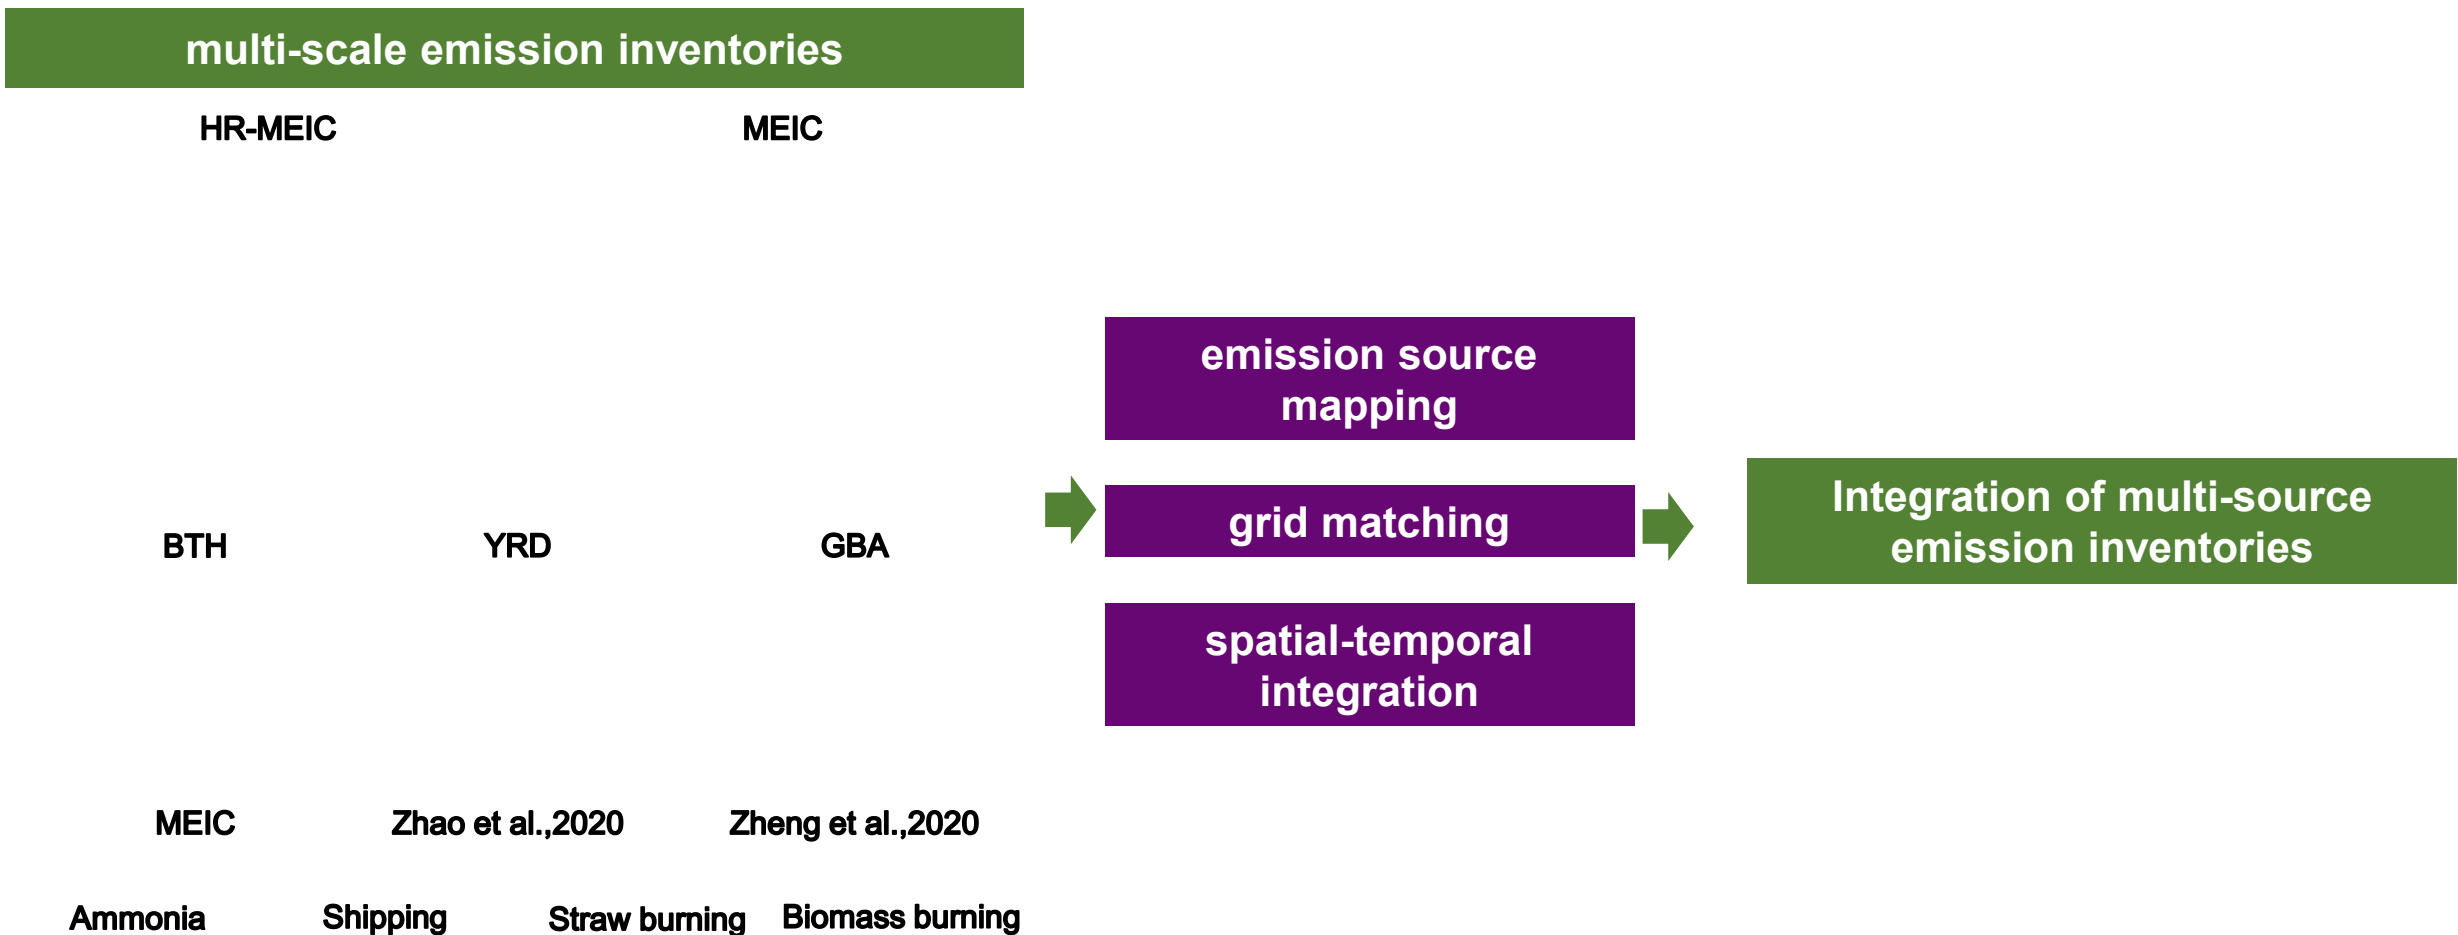 multi-scale emission inventories
HR-MEIC
MEIC
BTH
YRD
GBA
MEIC
Zhao et al.,2020
Zheng et al.,2020
Ammonia
Shipping
Straw burning
Biomass burning
emission source
mapping
grid matching
spatial-temporal
integration
Integration of multi-source
emission inventories